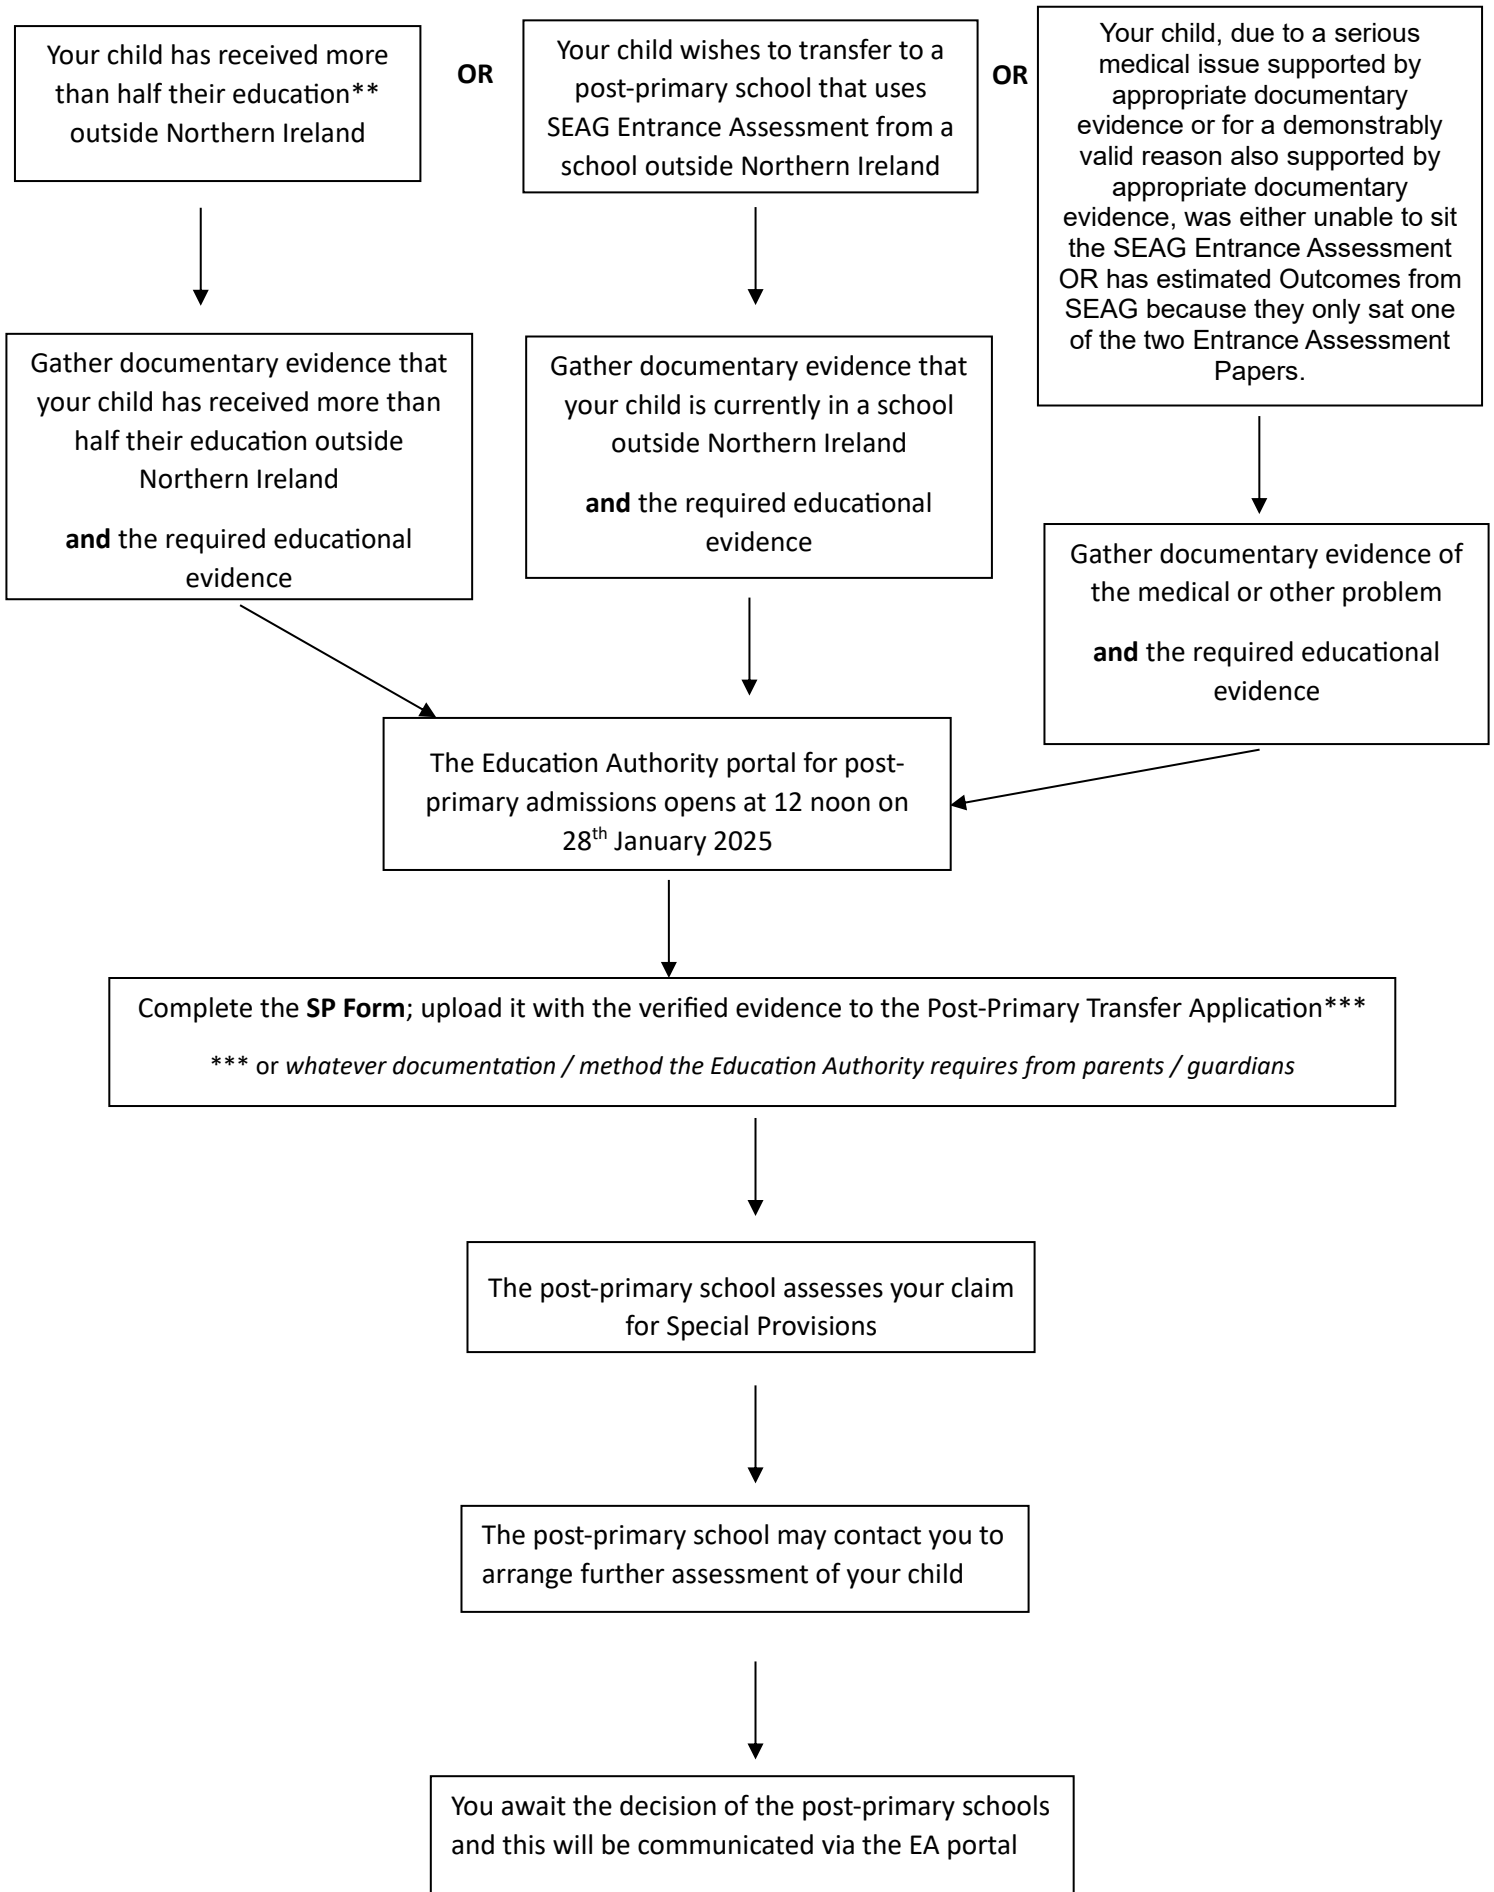 Your child has received more
than half their education**
outside Northern Ireland
OR
Your child wishes to transfer to a
post-primary school that uses
SEAG Entrance Assessment from a
school outside Northern Ireland
OR
Your child, due to a serious
medical issue supported by
appropriate documentary
evidence or for a demonstrably
valid reason also supported by
appropriate documentary
evidence, was either unable to sit
the SEAG Entrance Assessment
OR has estimated Outcomes from
SEAG because they only sat one
of the two Entrance Assessment
Papers.
Gather documentary evidence that
your child has received more than
half their education outside
Northern Ireland
and the required educational
evidence
Gather documentary evidence that
your child is currently in a school
outside Northern Ireland
and the required educational
evidence
Gather documentary evidence of
the medical or other problem
and the required educational
evidence
The Education Authority portal for post-
primary admissions opens at 12 noon on
28th January 2025
Complete the SP Form; upload it with the verified evidence to the Post-Primary Transfer Application***
*** or whatever documentation / method the Education Authority requires from parents / guardians
The post-primary school assesses your claim
for Special Provisions
The post-primary school may contact you to
arrange further assessment of your child
You await the decision of the post-primary schools
and this will be communicated via the EA portal